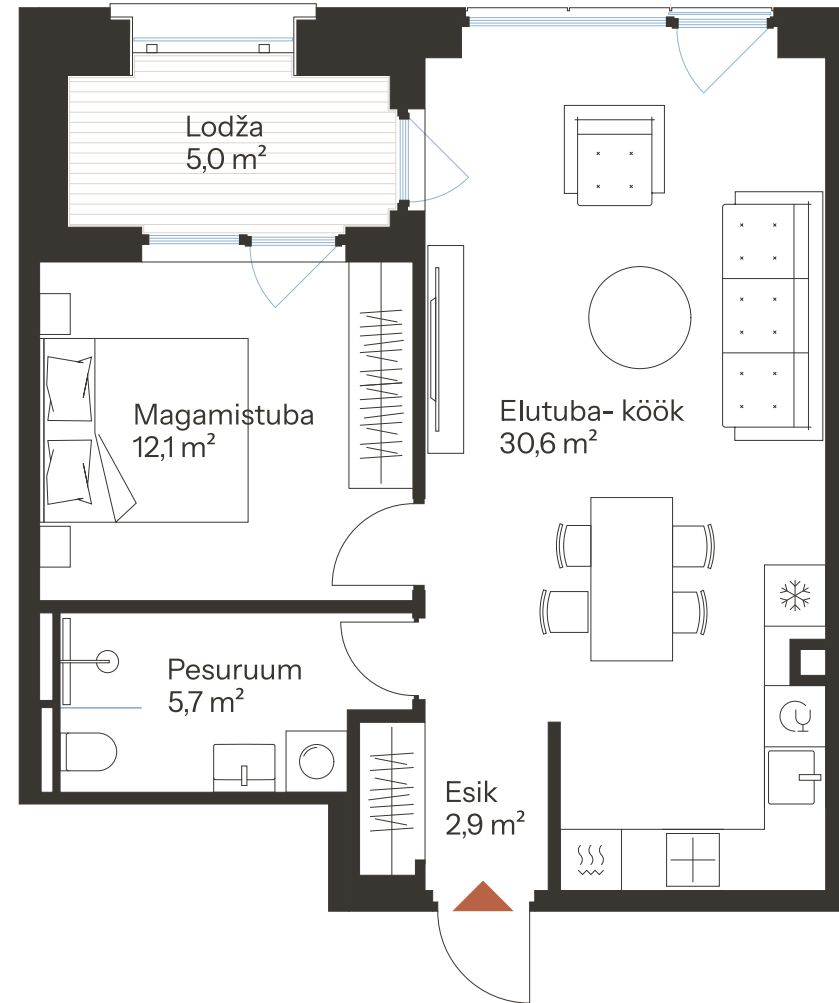 Lodža
5,0 m²
Magamistuba
12,1 m²
Elutuba- köök
30,6 m²
Pesuruum
5,7 m²
Esik
2,9 m²